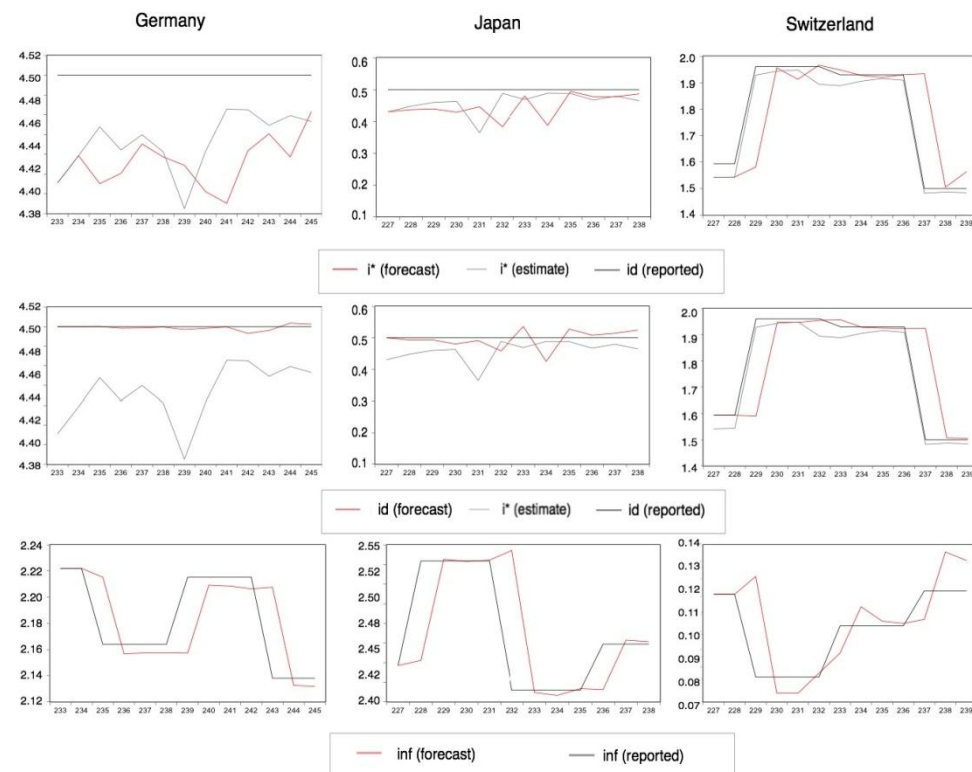 Germany Japan Switzerland
4.52 0.6 2.0
4.50 0.5 1.9
4.48 0.4 1.8
4.46 0.3 1.7
4.44 0.2 1.6
4.42 0.1 1.5
4.40 1.4
4.38
233 234 235 236 237 238 239 240 241 242 243 244 245
227 228 229 230 231 232 233 234 235 236 237 238
227 228 229 230 231 232 233 234 235 236 237 238 239
i* (forecast) i* (estimate) id (reported)
4.52 0.6 2.0
4.50 0.5 1.9
4.48 0.4 1.8
4.46 0.3 1.7
4.44 0.2 1.6
4.42 0.1 1.5
4.40 1.4
4.38
233 234 235 236 237 238 239 240 241 242 243 244 245
227 228 229 230 231 232 233 234 235 236 237 238
227 228 229 230 231 232 233 234 235 236 237 238 239
id (forecast) i* (estimate) id (reported)
2.24 2.55 0.14
2.22 2.52 0.13
2.20 2.50 0.12
2.18 2.48 0.10
2.16 2.46 0.09
2.14 2.42 0.08
2.12 2.40 0.07
233 234 235 236 237 238 239 240 241 242 243 244 245
227 228 229 230 231 232 233 234 235 236 237 238
227 228 229 230 231 232 233 234 235 236 237 238 239
inf (forecast) inf (reported)